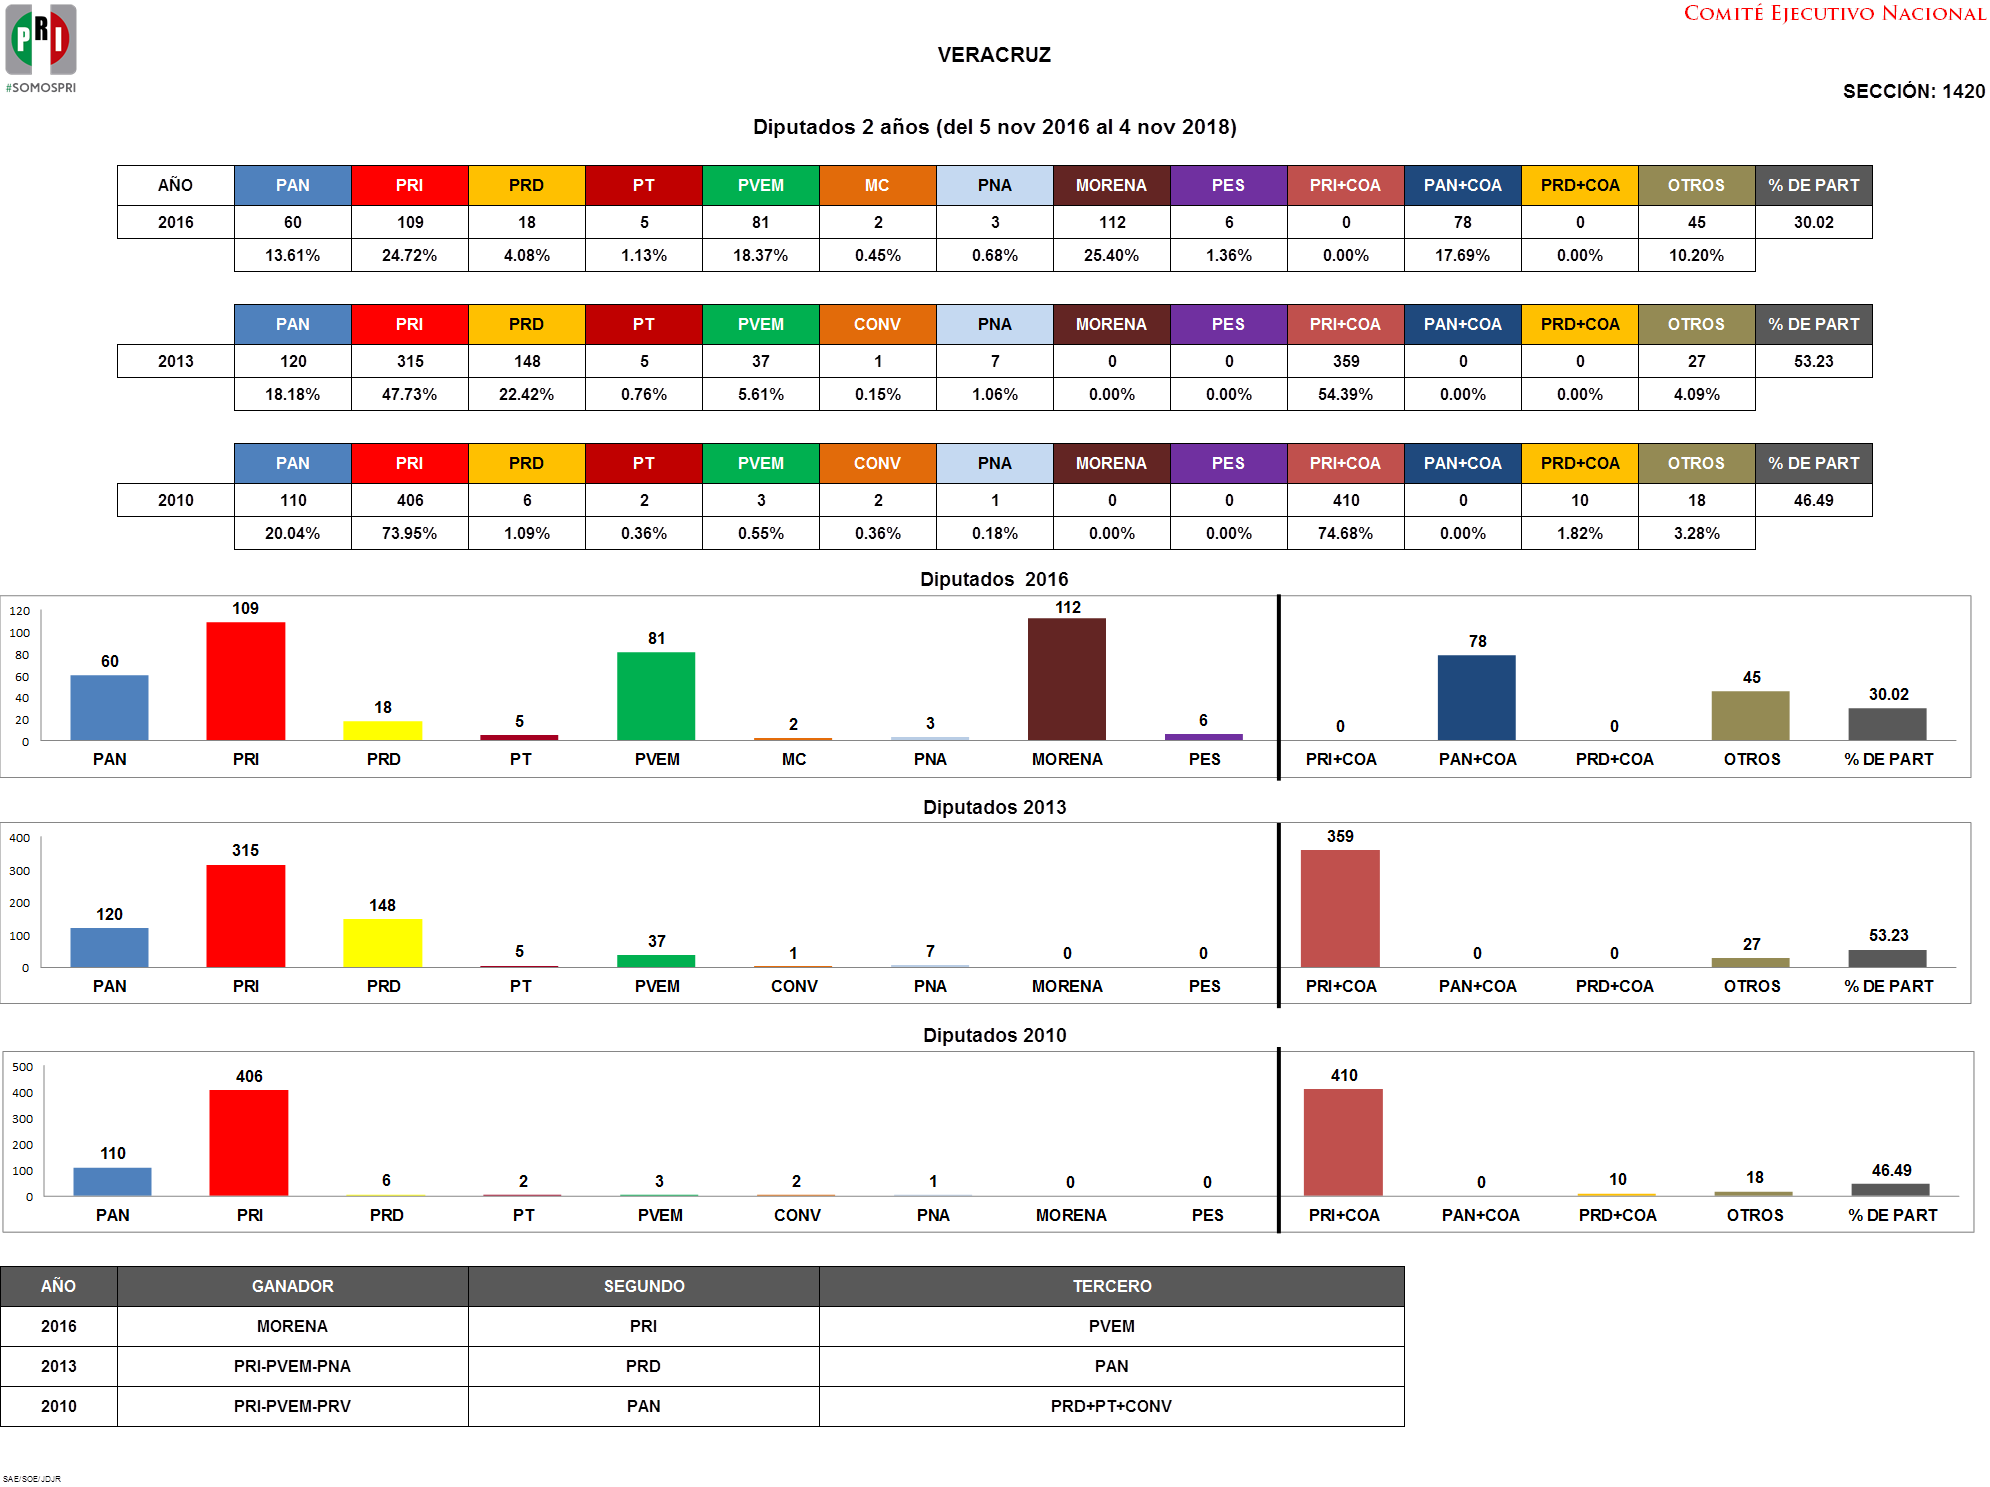 PRI
#SOMOSPRI
COMITÉ EJECUTIVO NACIONAL
VERACRUZ
SECCIÓN: 1420
Diputados 2 años (del 5 nov 2016 al 4 nov 2018)
AÑO PAN PRI PRD PT PVEM MC PNA MORENA PES PRI+COA PAN+COA PRD+COA OTROS % DE PART
2016 60 109 18 5 81 2 3 112 6 0 78 0 45 30.02
13.61% 24.72% 4.08% 1.13% 18.37% 0.45% 0.68% 25.40% 1.36% 0.00% 17.69% 0.00% 10.20%
PAN PRI PRD PT PVEM CONV PNA MORENA PES PRI+COA PAN+COA PRD+COA OTROS % DE PART
2013 120 315 148 5 37 1 7 0 0 359 0 0 27 53.23
18.18% 47.73% 22.42% 0.76% 5.61% 0.15% 1.06% 0.00% 0.00% 54.39% 0.00% 0.00% 4.09%
PAN PRI PRD PT PVEM CONV PNA MORENA PES PRI+COA PAN+COA PRD+COA OTROS % DE PART
2010 110 406 6 2 3 2 1 0 0 410 0 10 18 46.49
20.04% 73.95% 1.09% 0.36% 0.55% 0.36% 0.18% 0.00% 0.00% 74.68% 0.00% 1.82% 3.28%
Diputados 2016
120
100
80
60
40
20
0
60 109 18 5 81 2 3 112 6 0 78 0 45 30.02
PAN PRI PRD PT PVEM MC PNA MORENA PES PRI+COA PAN+COA PRD+COA OTROS % DE PART
Diputados 2013
400
300
200
100
0
120 315 148 5 37 1 7 0 0 359 0 0 27 53.23
PAN PRI PRD PT PVEM CONV PNA MORENA PES PRI+COA PAN+COA PRD+COA OTROS % DE PART
Diputados 2010
500
400
300
200
100
0
110 406 6 2 3 2 1 0 0 410 0 10 18 46.49
PAN PRI PRD PT PVEM CONV PNA MORENA PES PRI+COA PAN+COA PRD+COA OTROS % DE PART
AÑO GANADOR SEGUNDO TERCERO
2016 MORENA PRI PVEM
2013 PRI-PVEM-PNA PRD PAN
2010 PRI-PVEM-PRV PAN PRD+PT+CONV
SAE/SOE/JDJR